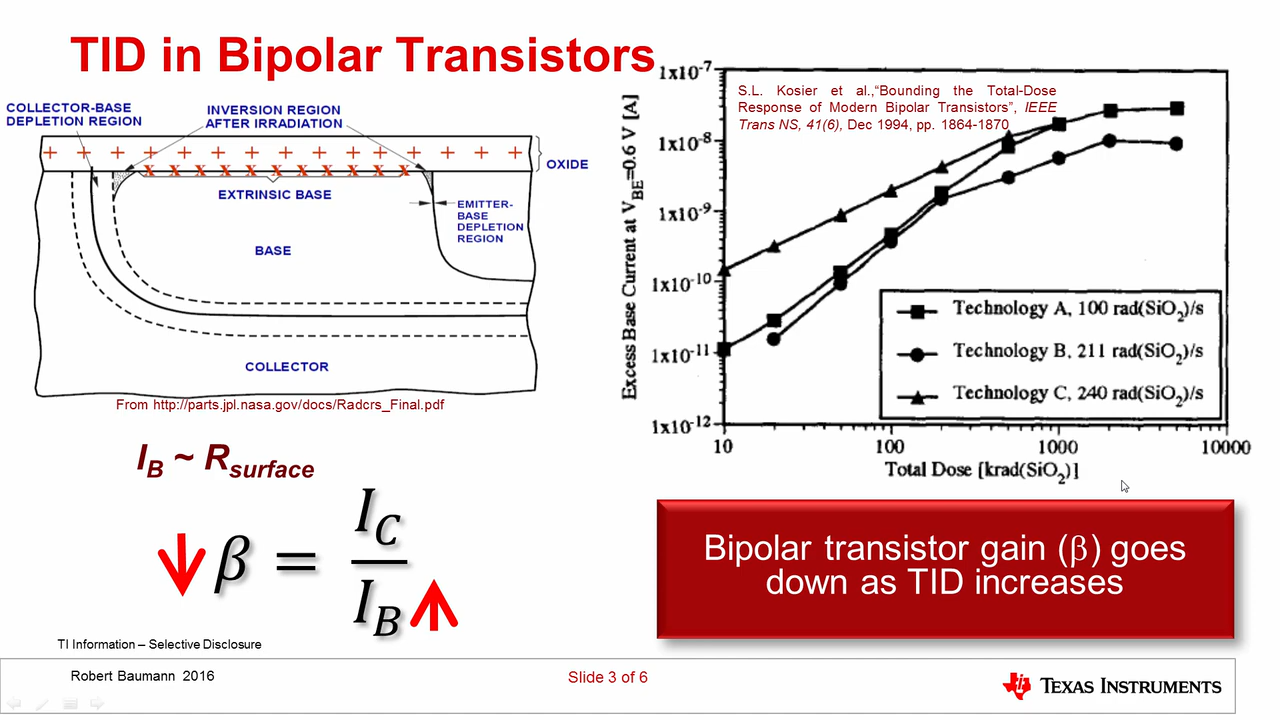 TID in Bipolar Transistors
COLLECTOR-BASE
DEPLETION REGION
INVERSION REGION
AFTER IRRADIATION
+ + + + + + + + + + + + + + +
OXIDE
X X X X X X X X X X X
EXTRINSIC BASE
EMITTER-
BASE
DEPLETION
REGION
BASE
COLLECTOR
From http://parts.jpl.nasa.gov/docs/Radcrs_Final.pdf
I_B ~ R_surface
β = I_C / I_B
TI Information – Selective Disclosure
S.L. Kosier et al.,“Bounding the Total-Dose
Response of Modern Bipolar Transistors”, IEEE
Trans NS, 41(6), Dec 1994, pp. 1864-1870
Excess Base Current at V_BE=0.6 V [A]
1x10^-7
1x10^-8
1x10^-9
1x10^-10
1x10^-11
1x10^-12
10 100 1000 10000
Total Dose [krad(SiO2)]
Technology A, 100 rad(SiO2)/s
Technology B, 211 rad(SiO2)/s
Technology C, 240 rad(SiO2)/s
Bipolar transistor gain (β) goes
down as TID increases
Robert Baumann 2016
Slide 3 of 6
TEXAS INSTRUMENTS